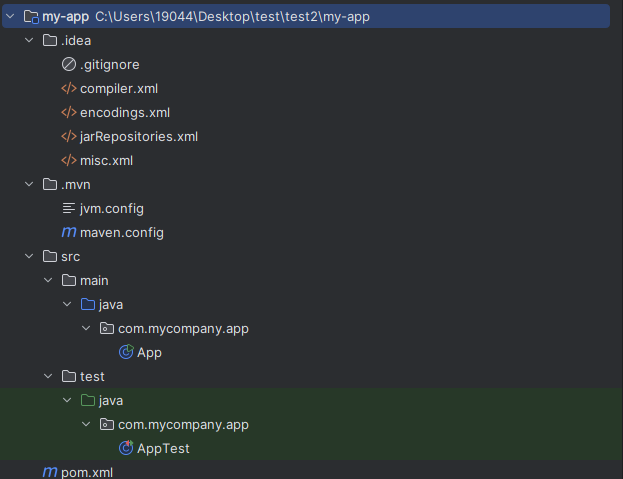 my-app C:\Users\19044\Desktop\test\test2\my-app
.idea
.gitignore
compiler.xml
encodings.xml
jarRepositories.xml
misc.xml
.mvn
jvm.config
maven.config
src
main
java
com.mycompany.app
App
test
java
com.mycompany.app
AppTest
pom.xml